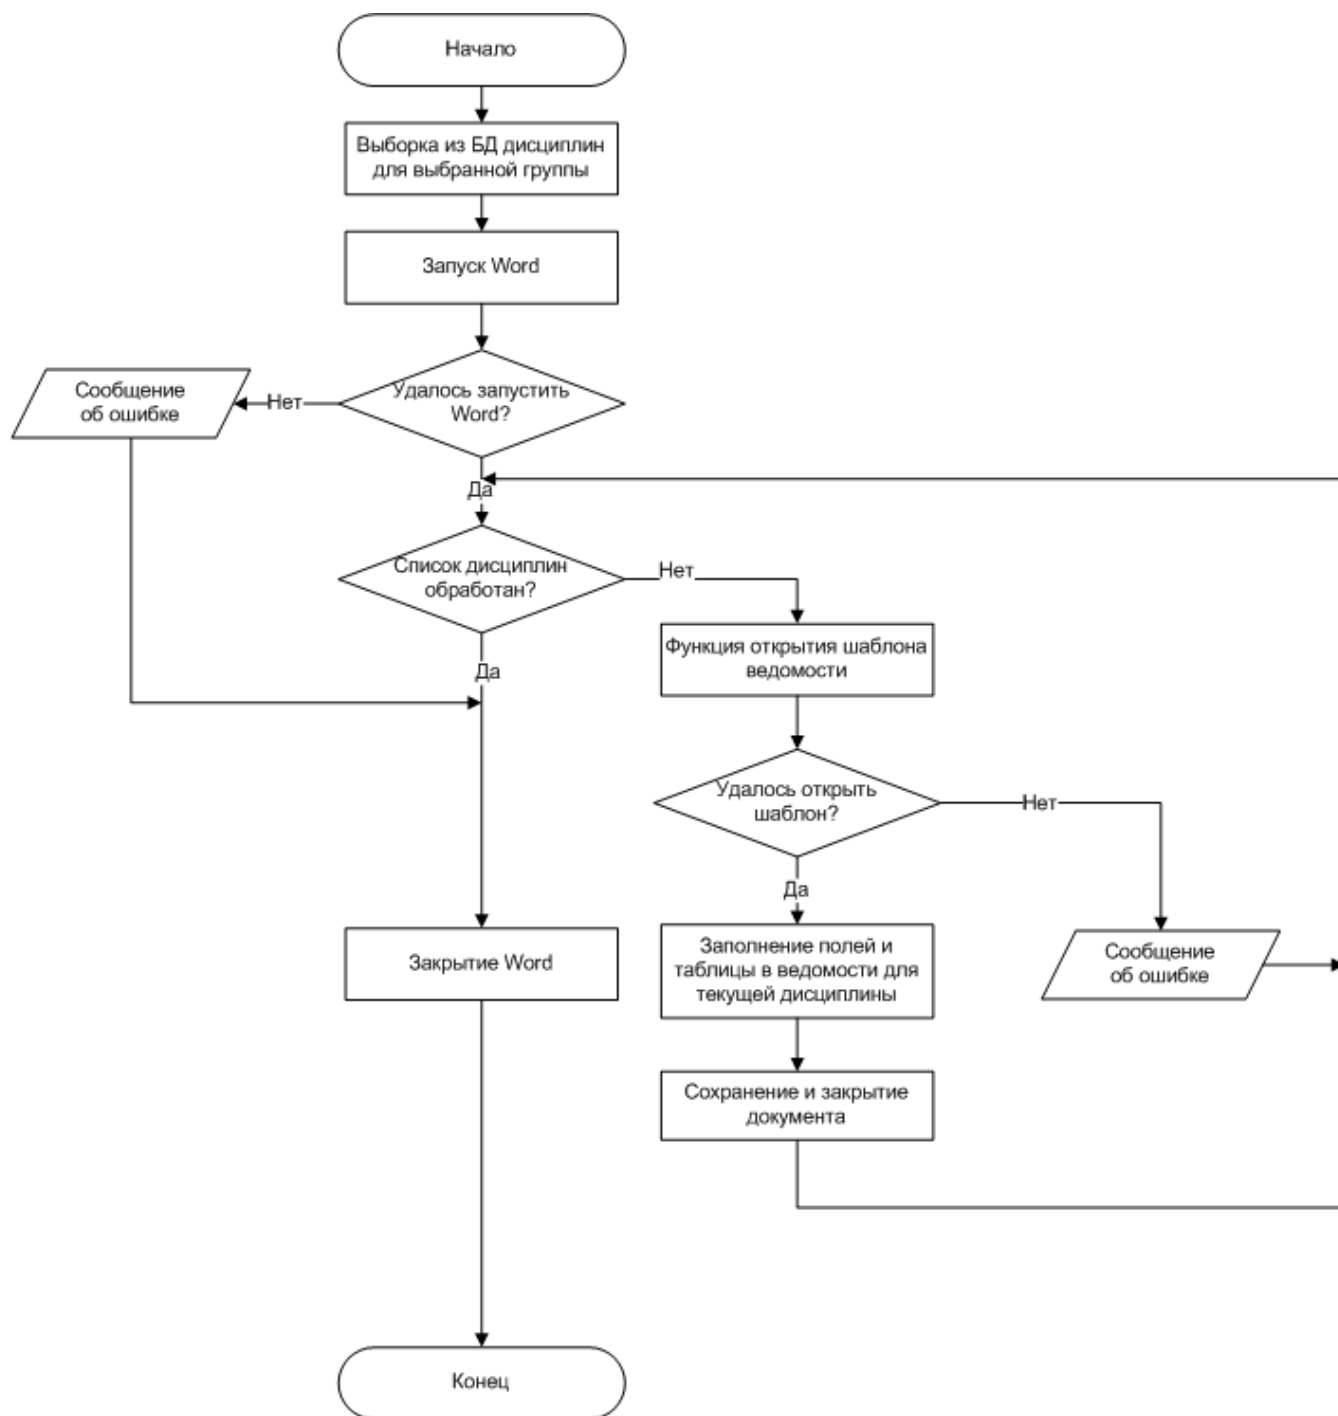 Начало
Выборка из БД дисциплин
для выбранной группы
Запуск Word
Удалось запустить
Word?
Нет
Сообщение
об ошибке
Да
Список дисциплин
обработан?
Нет
Да
Функция открытия шаблона
ведомости
Удалось открыть
шаблон?
Нет
Да
Сообщение
об ошибке
Заполнение полей и
таблицы в ведомости для
текущей дисциплины
Закрытие Word
Сохранение и закрытие
документа
Конец